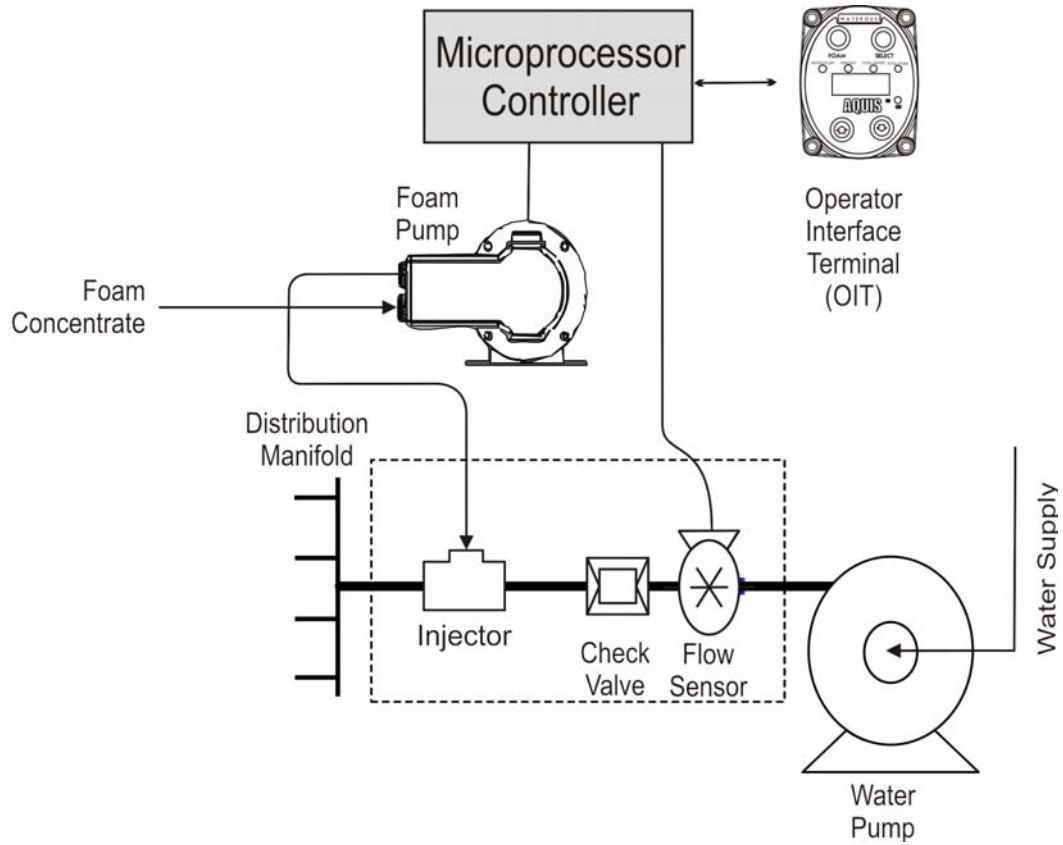 Microprocessor
Controller
WATEROUS
FOAM
SELECT
AQUIS
Operator
Interface
Terminal
(OIT)
Foam
Pump
Foam
Concentrate
Distribution
Manifold
Injector
Check
Valve
Flow
Sensor
Water Supply
Water
Pump